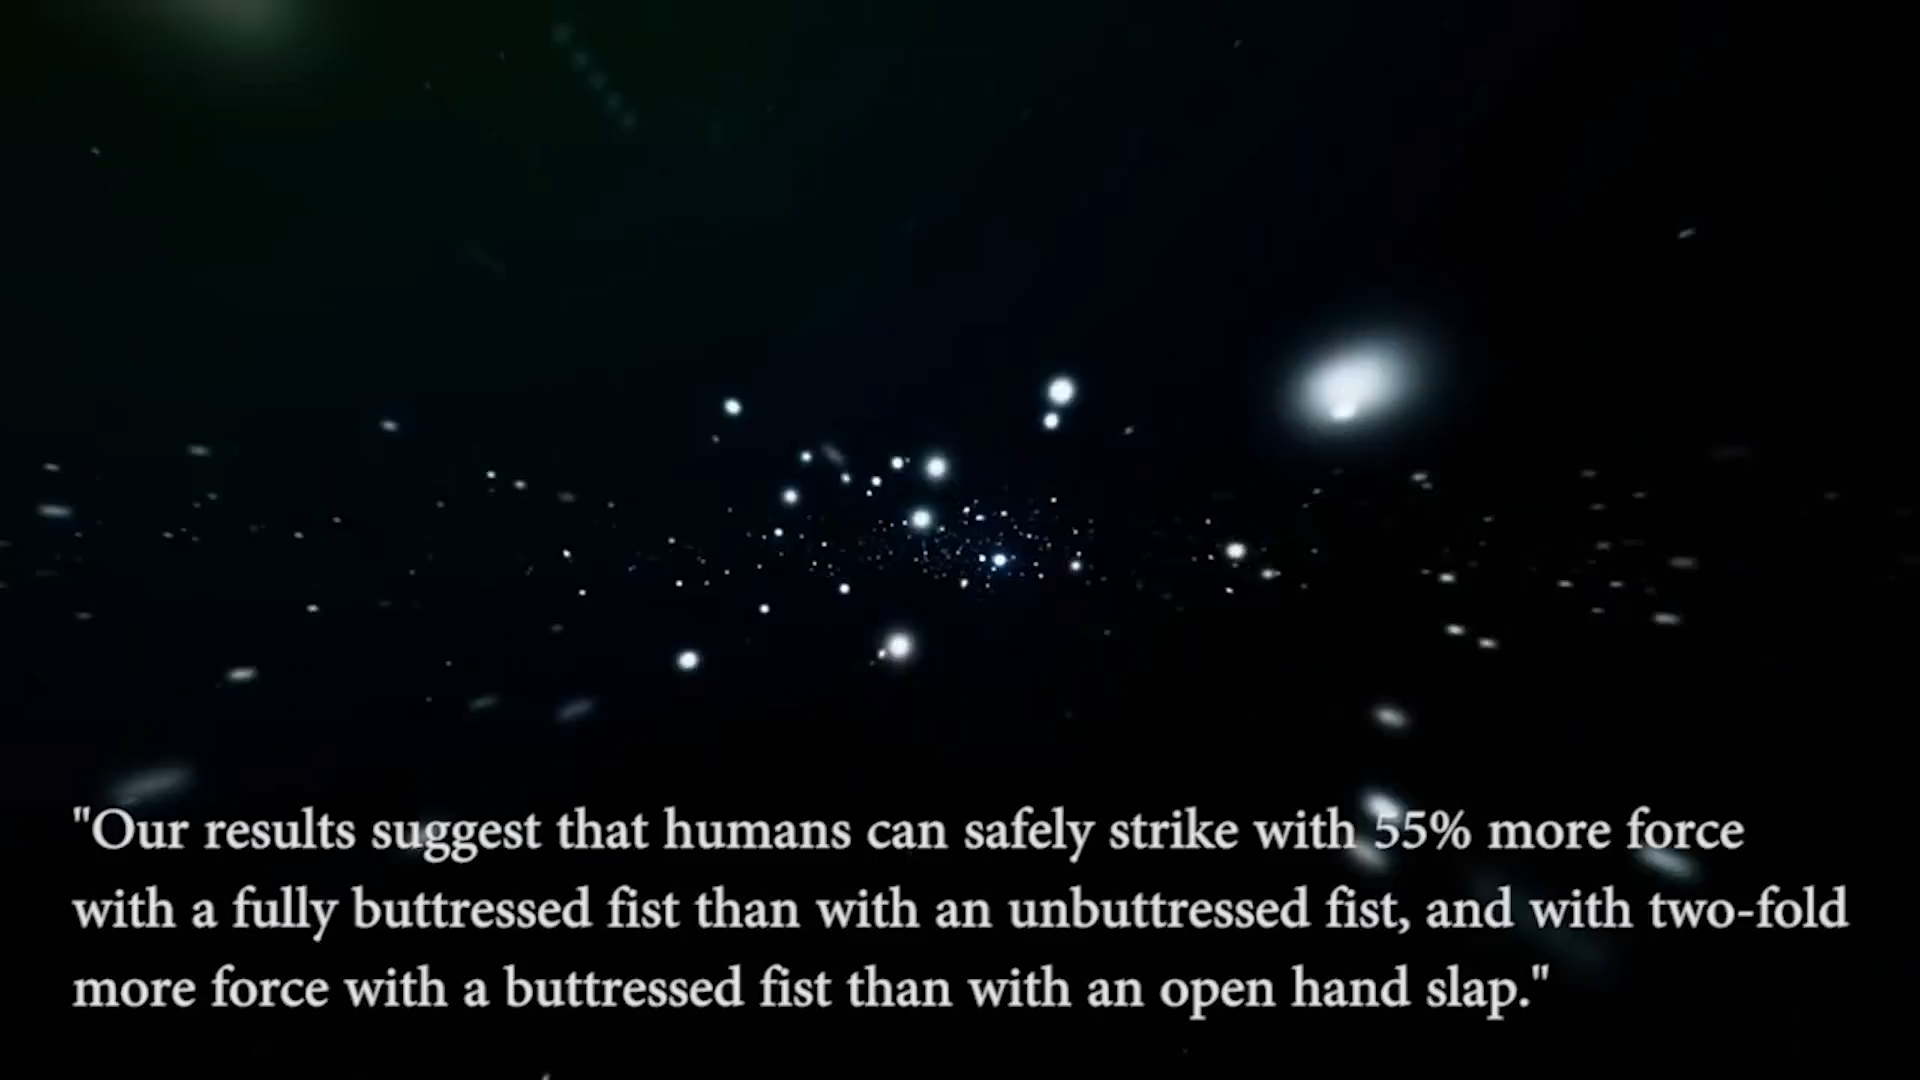 "Our results suggest that humans can safely strike with 55% more force
with a fully buttressed fist than with an unbuttressed fist, and with two-fold
more force with a buttressed fist than with an open hand slap."